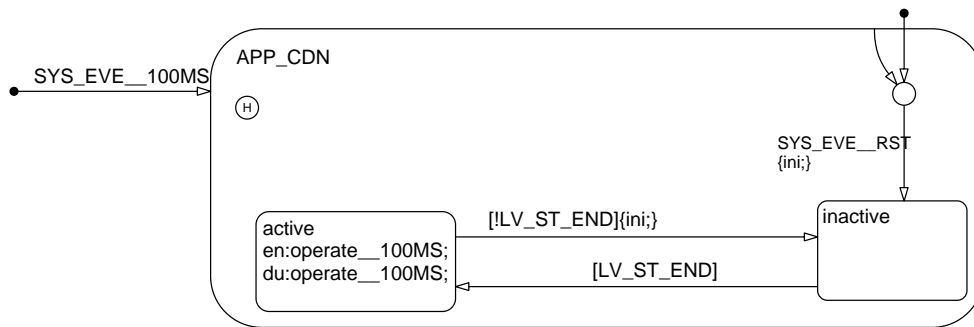 APP_CDN
SYS_EVE__100MS
H
SYS_EVE__RST
{ini;}
active
en:operate__100MS;
du:operate__100MS;
[!LV_ST_END]{ini;}
inactive
[LV_ST_END]